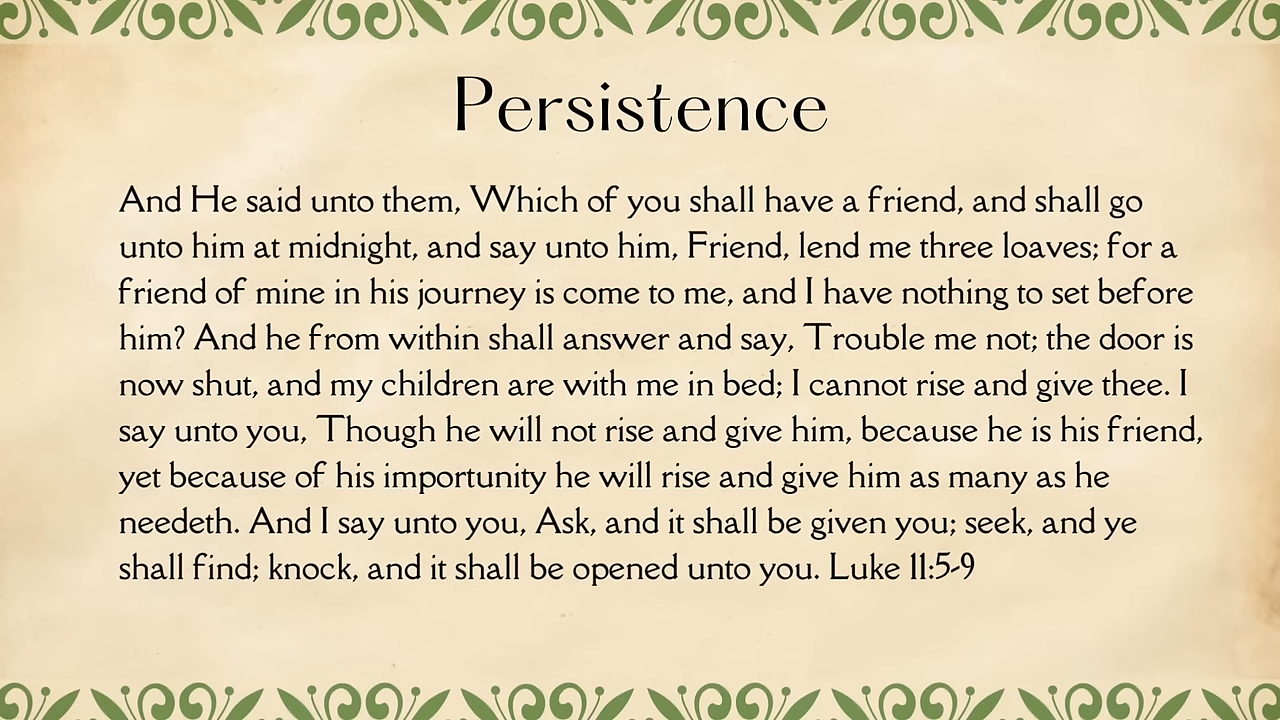 Persistence
And He said unto them, Which of you shall have a friend, and shall go
unto him at midnight, and say unto him, Friend, lend me three loaves; for a
friend of mine in his journey is come to me, and I have nothing to set before
him? And he from within shall answer and say, Trouble me not; the door is
now shut, and my children are with me in bed; I cannot rise and give thee. I
say unto you, Though he will not rise and give him, because he is his friend,
yet because of his importunity he will rise and give him as many as he
needeth. And I say unto you, Ask, and it shall be given you; seek, and ye
shall find; knock, and it shall be opened unto you. Luke 11:5-9